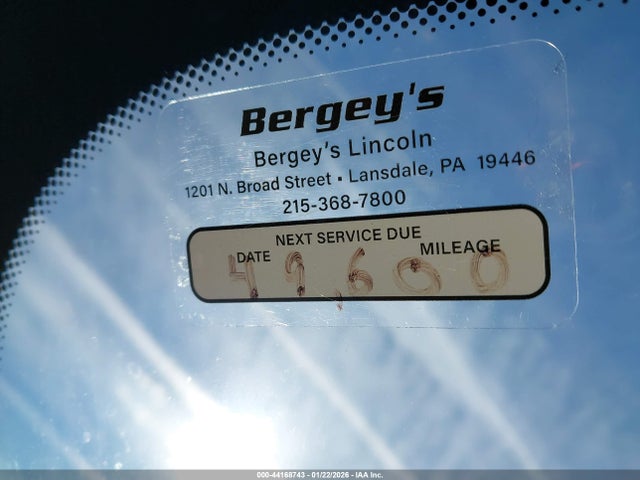 Bergey's
Bergey's Lincoln
1201 N. Broad Street • Lansdale, PA 19446
215-368-7800
NEXT SERVICE DUE
DATE MILEAGE
49,600
000-44168743 - 01/22/2026 - IAA Inc.